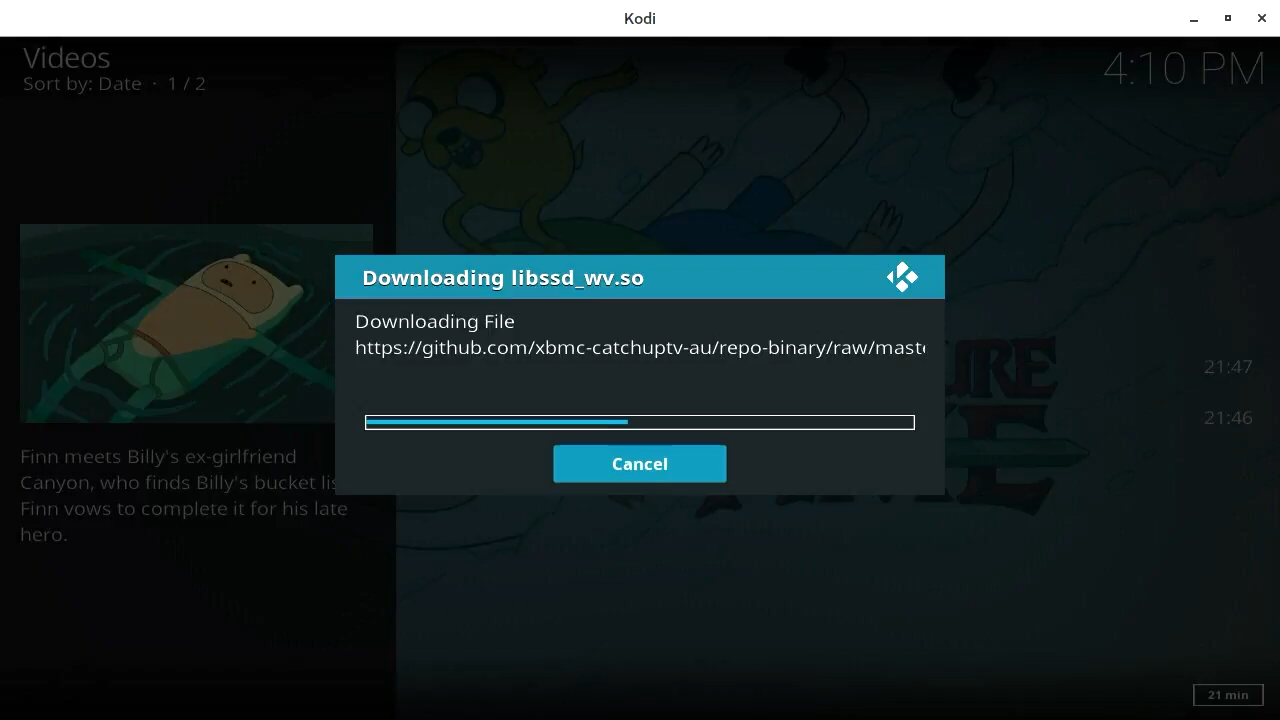 Kodi
Videos
Sort by: Date · 1 / 2
4:10 PM
Downloading libssd_wv.so
Downloading File
https://github.com/xbmc-catchuptv-au/repo-binary/raw/maste
Cancel
21:47
21:46
Finn meets Billy's ex-girlfriend
Canyon, who finds Billy's bucket lis
Finn vows to complete it for his late
hero.
21 min